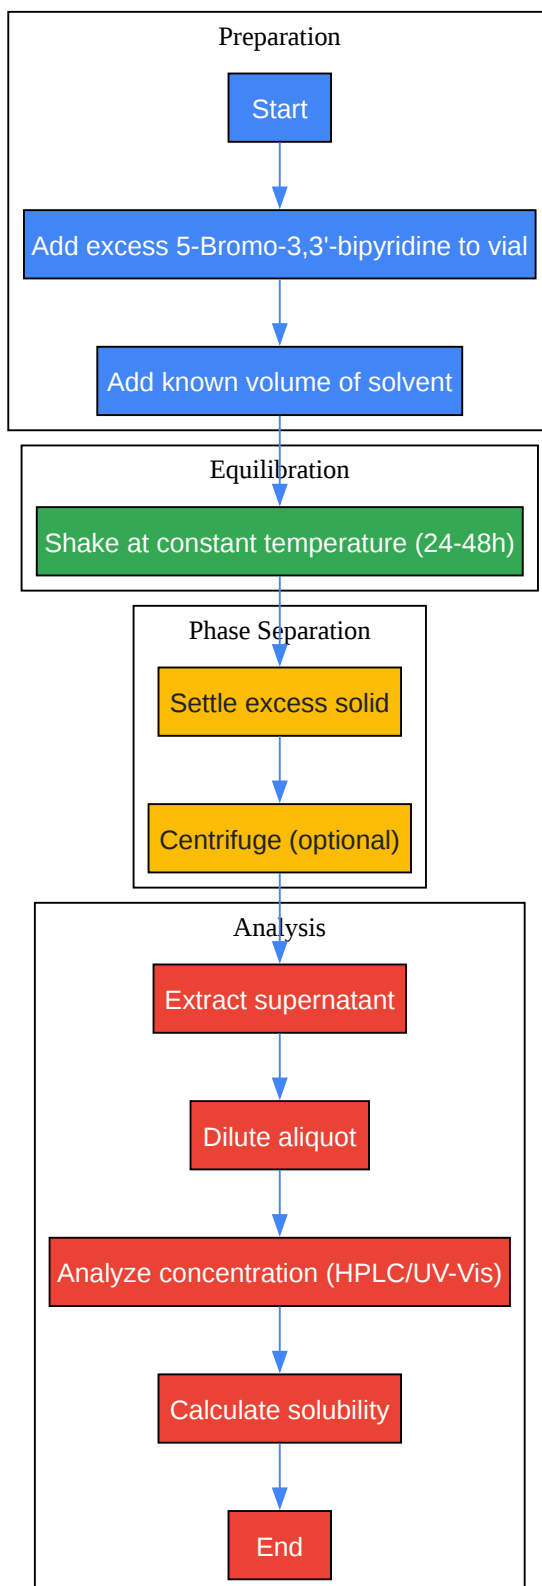 Preparation
Start
Add excess 5-Bromo-3,3'-bipyridine to vial
Add known volume of solvent
Equilibration
Shake at constant temperature (24-48h)
Phase Separation
Settle excess solid
Centrifuge (optional)
Analysis
Extract supernatant
Dilute aliquot
Analyze concentration (HPLC/UV-Vis)
Calculate solubility
End